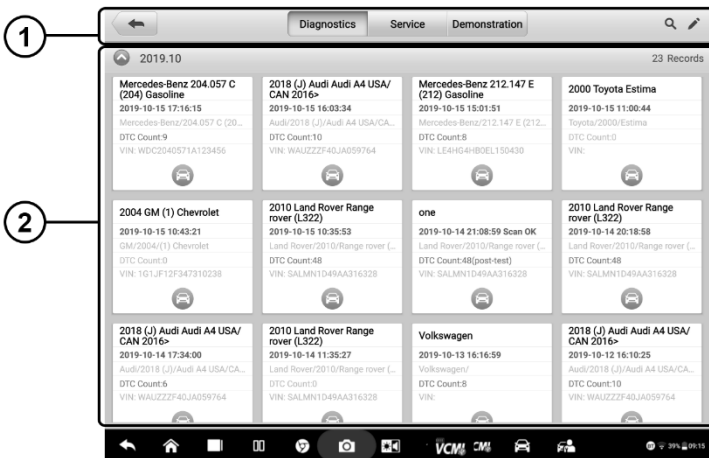 1
Diagnostics Service Demonstration
2
2019.10 23 Records
Mercedes-Benz 204.057 C
(204) Gasoline
2019-10-15 17:16:15
Mercedes-Benz/204.057 C (20...
DTC Count:9
VIN: WDC2040571A123456
2018 (J) Audi Audi A4 USA/
CAN 2016>
2019-10-15 16:03:34
Audi/2018 (J)/Audi A4 USA/CA...
DTC Count:10
VIN: WAUZZZF40JA059764
Mercedes-Benz 212.147 E
(212) Gasoline
2019-10-15 15:01:51
Mercedes-Benz/212.147 E (212...
DTC Count:8
VIN: LE4HG4HB0EL150430
2000 Toyota Estima
2019-10-15 11:00:44
Toyota/2000/Estima
DTC Count:0
VIN:
2004 GM (1) Chevrolet
2019-10-15 10:43:21
GM/2004/(1) Chevrolet
DTC Count:0
VIN: 1G1JF12F347310238
2010 Land Rover Range
rover (L322)
2019-10-15 10:35:53
Land Rover/2010/Range rover (...
DTC Count:48
VIN: SALMN1D49AA316328
one
2019-10-14 21:08:59 Scan OK
Land Rover/2010/Range rover (...
DTC Count:48(post-test)
VIN: SALMN1D49AA316328
2010 Land Rover Range
rover (L322)
2019-10-14 20:18:58
Land Rover/2010/Range rover (...
DTC Count:48
VIN: SALMN1D49AA316328
2018 (J) Audi Audi A4 USA/
CAN 2016>
2019-10-14 17:34:00
Audi/2018 (J)/Audi A4 USA/CA...
DTC Count:6
VIN: WAUZZZF40JA059764
2010 Land Rover Range
rover (L322)
2019-10-14 11:35:27
Land Rover/2010/Range rover (...
DTC Count:0
VIN: SALMN1D49AA316328
Volkswagen
2019-10-13 16:16:59
Volkswagen/
DTC Count:8
VIN:
2018 (J) Audi Audi A4 USA/
CAN 2016>
2019-10-12 16:10:25
Audi/2018 (J)/Audi A4 USA/CA...
DTC Count:10
VIN: WAUZZZF40JA059764
VCMI CMI 39% 09:15